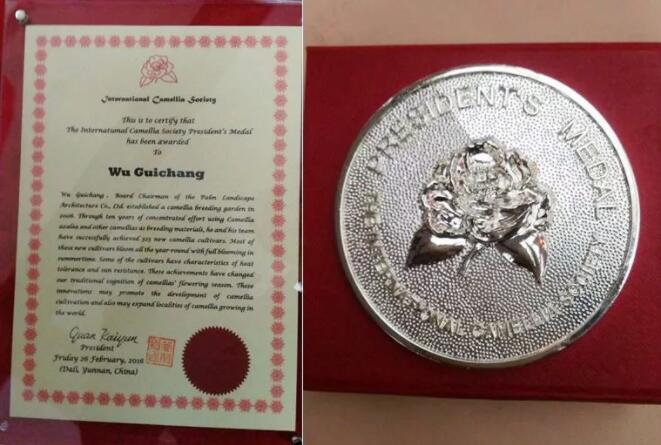 International Camellia Society
This is to certify that
The International Camellia Society President's Medal
has been awarded
To
Wu Guichang
Wu Guichang, Board Chairman of the Palm Landscape
Architecture Co., Ltd. established a camellia breeding garden in
2006. Through ten years of concentrated effort using Camellia
azalea and other camellias as breeding materials, he and his team
have successfully achieved 323 new camellia cultivars. Most of
these new cultivars bloom all the year-round with full blooming in
summertime. Some of the cultivars have characteristics of heat
tolerance and sun resistance. These achievements have changed
our traditional cognition of camellias' flowering season. These
innovations may promote the development of camellia
cultivation and also may expand localities of camellia growing in
the world.
Guan Kaiyun
President
Friday 26 February, 2016
(Dali, Yunnan, China)
PRESIDENT'S MEDAL
INTERNATIONAL CAMELLIA SOCIETY